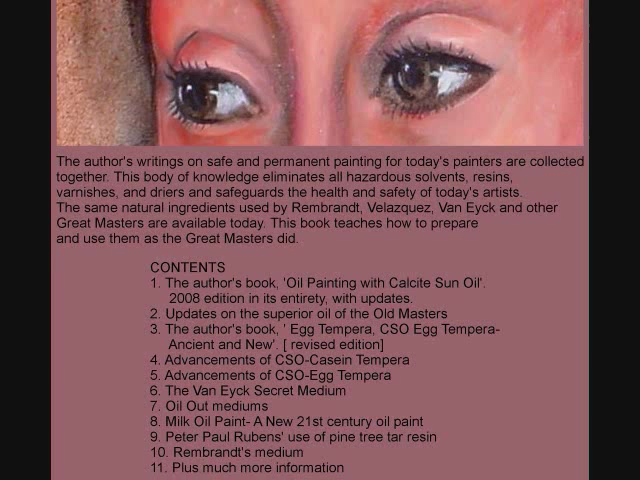 The author's writings on safe and permanent painting for today's painters are collected
together. This body of knowledge eliminates all hazardous solvents, resins,
varnishes, and driers and safeguards the health and safety of today's artists.
The same natural ingredients used by Rembrandt, Velazquez, Van Eyck and other
Great Masters are available today. This book teaches how to prepare
and use them as the Great Masters did.
CONTENTS
1. The author's book, 'Oil Painting with Calcite Sun Oil'.
2008 edition in its entirety, with updates.
2. Updates on the superior oil of the Old Masters
3. The author's book, ' Egg Tempera, CSO Egg Tempera-
Ancient and New'. [ revised edition]
4. Advancements of CSO-Casein Tempera
5. Advancements of CSO-Egg Tempera
6. The Van Eyck Secret Medium
7. Oil Out mediums
8. Milk Oil Paint- A New 21st century oil paint
9. Peter Paul Rubens' use of pine tree tar resin
10. Rembrandt's medium
11. Plus much more information